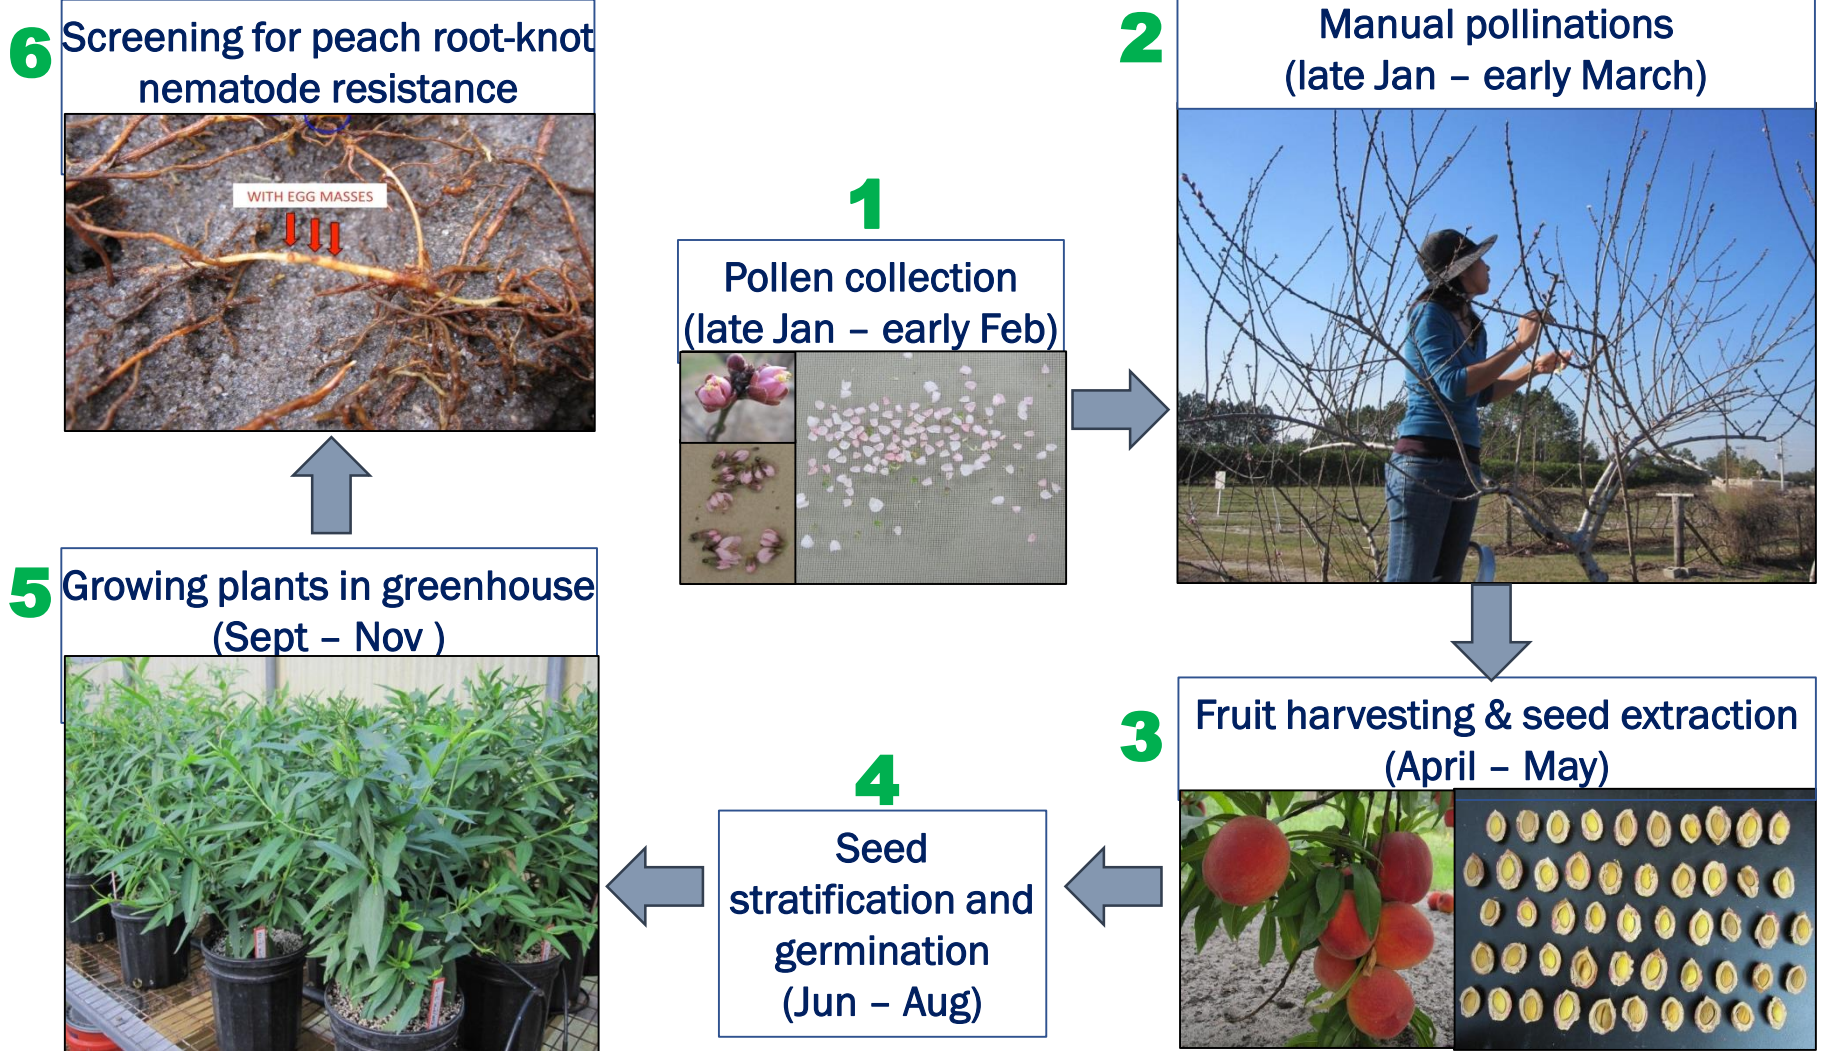 1
Pollen collection
(late Jan – early Feb)
2
Manual pollinations
(late Jan – early March)
3
Fruit harvesting & seed extraction
(April – May)
4
Seed
stratification and
germination
(Jun – Aug)
5
Growing plants in greenhouse
(Sept – Nov )
6
Screening for peach root-knot
nematode resistance
WITH EGG MASSES